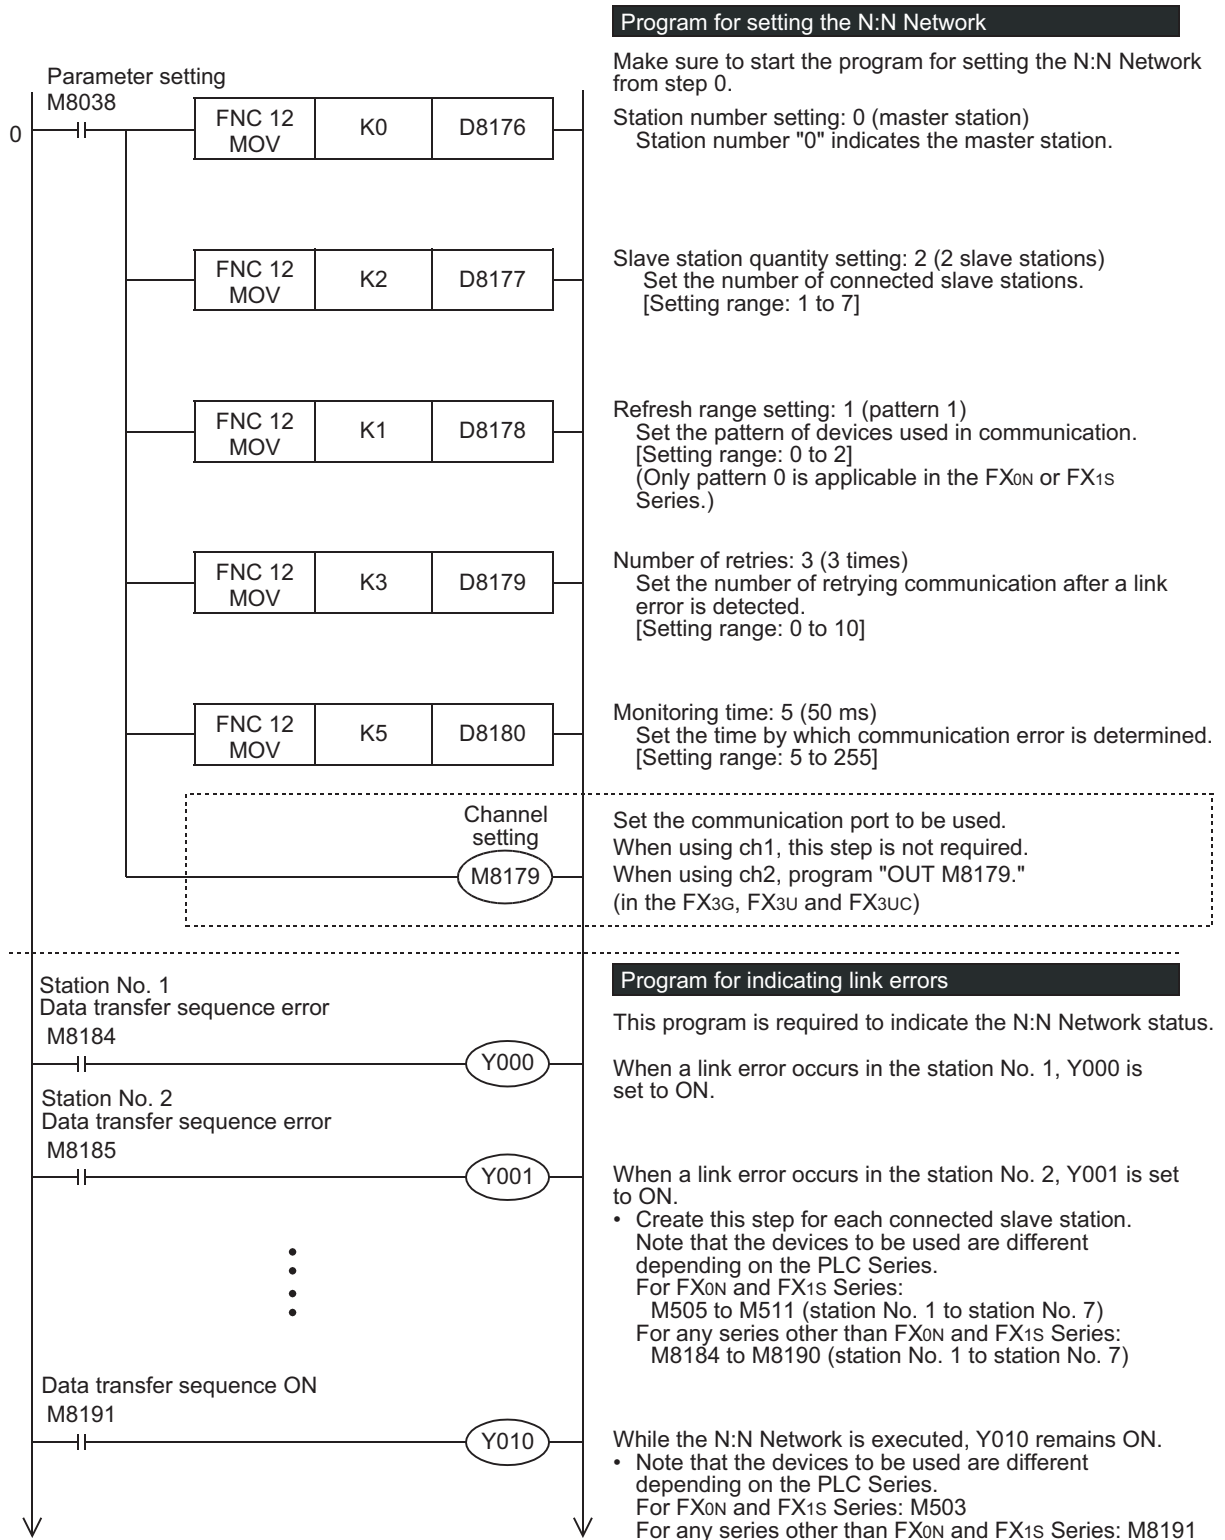 Program for setting the N:N Network
Make sure to start the program for setting the N:N Network
from step 0.
Parameter setting
M8038
0
FNC 12
MOV
K0
D8176
Station number setting: 0 (master station)
Station number "0" indicates the master station.
FNC 12
MOV
K2
D8177
Slave station quantity setting: 2 (2 slave stations)
Set the number of connected slave stations.
[Setting range: 1 to 7]
FNC 12
MOV
K1
D8178
Refresh range setting: 1 (pattern 1)
Set the pattern of devices used in communication.
[Setting range: 0 to 2]
(Only pattern 0 is applicable in the FX0N or FX1S
Series.)
FNC 12
MOV
K3
D8179
Number of retries: 3 (3 times)
Set the number of retrying communication after a link
error is detected.
[Setting range: 0 to 10]
FNC 12
MOV
K5
D8180
Monitoring time: 5 (50 ms)
Set the time by which communication error is determined.
[Setting range: 5 to 255]
Channel
setting
M8179
Set the communication port to be used.
When using ch1, this step is not required.
When using ch2, program "OUT M8179."
(in the FX3G, FX3U and FX3UC)
Program for indicating link errors
This program is required to indicate the N:N Network status.
Station No. 1
Data transfer sequence error
M8184
Y000
When a link error occurs in the station No. 1, Y000 is
set to ON.
Station No. 2
Data transfer sequence error
M8185
Y001
When a link error occurs in the station No. 2, Y001 is set
to ON.
• Create this step for each connected slave station.
Note that the devices to be used are different
depending on the PLC Series.
For FX0N and FX1S Series:
M505 to M511 (station No. 1 to station No. 7)
For any series other than FX0N and FX1S Series:
M8184 to M8190 (station No. 1 to station No. 7)
Data transfer sequence ON
M8191
Y010
While the N:N Network is executed, Y010 remains ON.
• Note that the devices to be used are different
depending on the PLC Series.
For FX0N and FX1S Series: M503
For any series other than FX0N and FX1S Series: M8191